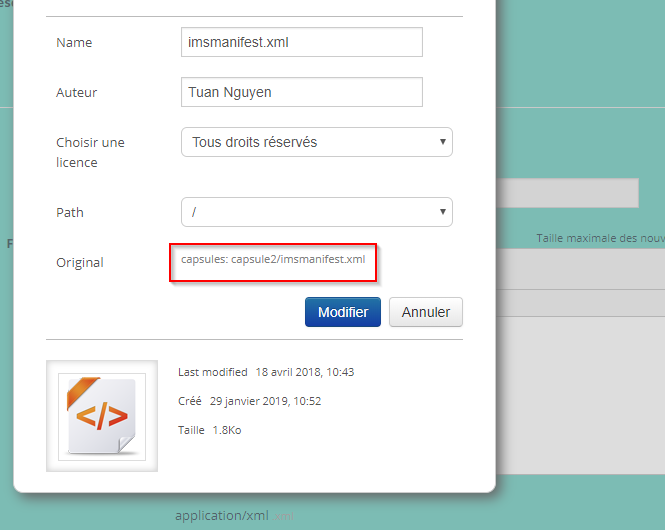 Name
imsmanifest.xml
Auteur
Tuan Nguyen
Choisir une
licence
Tous droits réservés
Path
/
Taille maximale des nouv
Original
capsules: capsule2/imsmanifest.xml
Modifier
Annuler
Last modified 18 avril 2018, 10:43
Créé 29 janvier 2019, 10:52
</>
Taille 1.8Ko
application/xml .xml